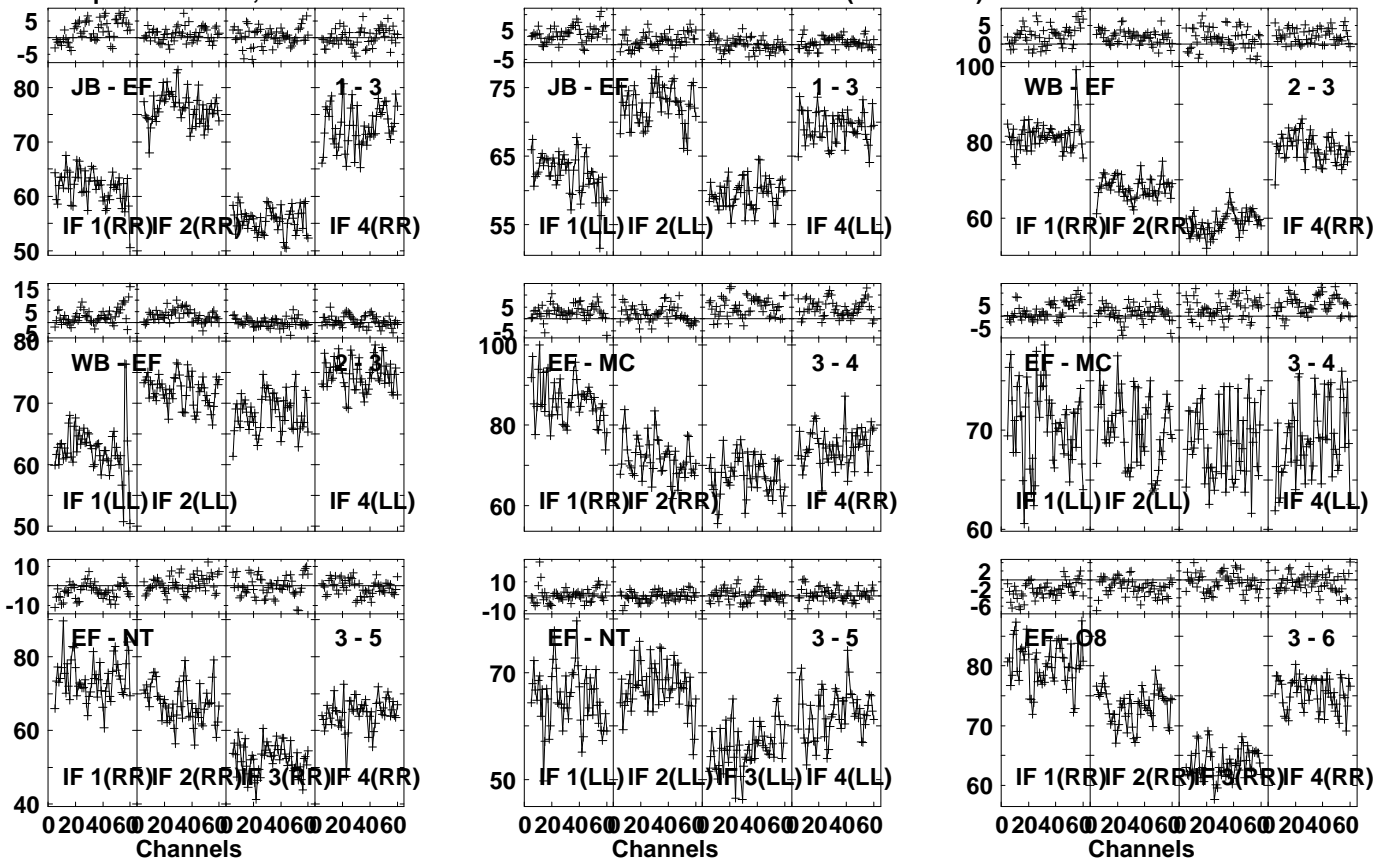 5 5 5
-5 -5 0
80 JB - EF 1 - 3 75 JB - EF 1 - 3 100 WB - EF 2 - 3
70 65 80
60 55 60
50
IF 1(RR) IF 2(RR) IF 4(RR) IF 1(LL) IF 2(LL) IF 4(LL) IF 1(RR) IF 2(RR) IF 4(RR)
15
5 5 5
-5 -5
80 WB - EF 2 - 3 100 EF - MC 3 - 4 EF - MC 3 - 4
70 80 70
60 60 60
50
IF 1(LL) IF 2(LL) IF 4(LL) IF 1(RR) IF 2(RR) IF 4(RR) IF 1(LL) IF 2(LL) IF 4(LL)
10 10 2
-10 -10 -2
-6
EF - NT 3 - 5 EF - NT 3 - 5 EF - O8 3 - 6
80 70 80
60 50 70
40 60
IF 1(RR) IF 2(RR) IF 3(RR) IF 4(RR) IF 1(LL) IF 2(LL) IF 3(LL) IF 4(LL) IF 1(RR) IF 2(RR) IF 3(RR) IF 4(RR)
0 20 40 60 0 20 40 60 0 20 40 60 0 20 40 60 0 20 40 60 0 20 40 60 0 20 40 60 0 20 40 60 0 20 40 60 0 20 40 60 0 20 40 60 0 20 40 60
Channels Channels Channels